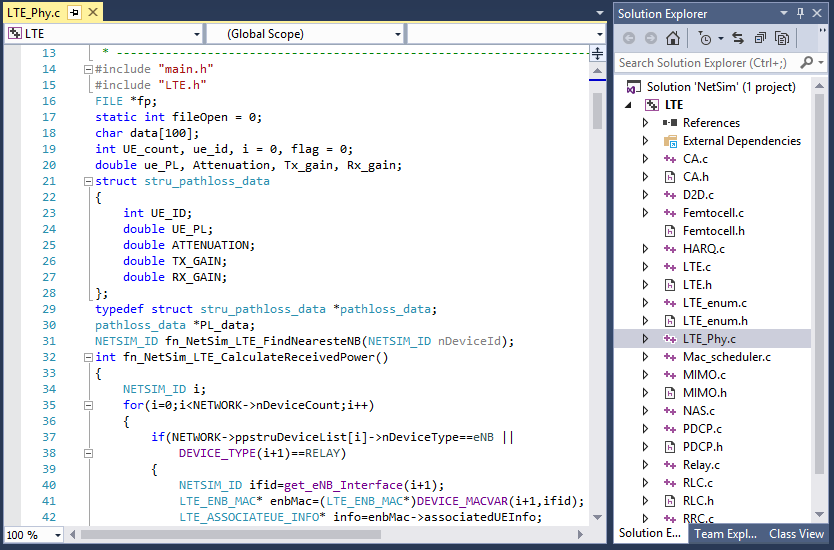 LTE_Phy.c
LTE (Global Scope)
13 * ----------------------------------------------------------------
14 #include "main.h"
15 #include "LTE.h"
16 FILE *fp;
17 static int fileOpen = 0;
18 char data[100];
19 int UE_count, ue_id, i = 0, flag = 0;
20 double ue_PL, Attenuation, Tx_gain, Rx_gain;
21 struct stru_pathloss_data
22 {
23 int UE_ID;
24 double UE_PL;
25 double ATTENUATION;
26 double TX_GAIN;
27 double RX_GAIN;
28 };
29 typedef struct stru_pathloss_data *pathloss_data;
30 pathloss_data *PL_data;
31 NETSIM_ID fn_NetSim_LTE_FindNearesteNB(NETSIM_ID nDeviceId);
32 int fn_NetSim_LTE_CalculateReceivedPower()
33 {
34 NETSIM_ID i;
35 for(i=0;i<NETWORK->nDeviceCount;i++)
36 {
37 if(NETWORK->ppstruDeviceList[i]->nDeviceType==eNB ||
38 DEVICE_TYPE(i+1)==RELAY)
39 {
40 NETSIM_ID ifid=get_eNB_Interface(i+1);
41 LTE_ENB_MAC* enbMac=(LTE_ENB_MAC*)DEVICE_MACVAR(i+1,ifid);
42 LTE_ASSOCIATEUE_INFO* info=enbMac->associatedUEInfo;
100 %
Solution Explorer
Search Solution Explorer (Ctrl+;)
Solution 'NetSim' (1 project)
LTE
References
External Dependencies
CA.c
CA.h
D2D.c
Femtocell.c
Femtocell.h
HARQ.c
LTE.c
LTE.h
LTE_enum.c
LTE_enum.h
LTE_Phy.c
Mac_scheduler.c
MIMO.c
MIMO.h
NAS.c
PDCP.c
PDCP.h
Relay.c
RLC.c
RLC.h
RRC.c
Solution E... Team Expl... Class View